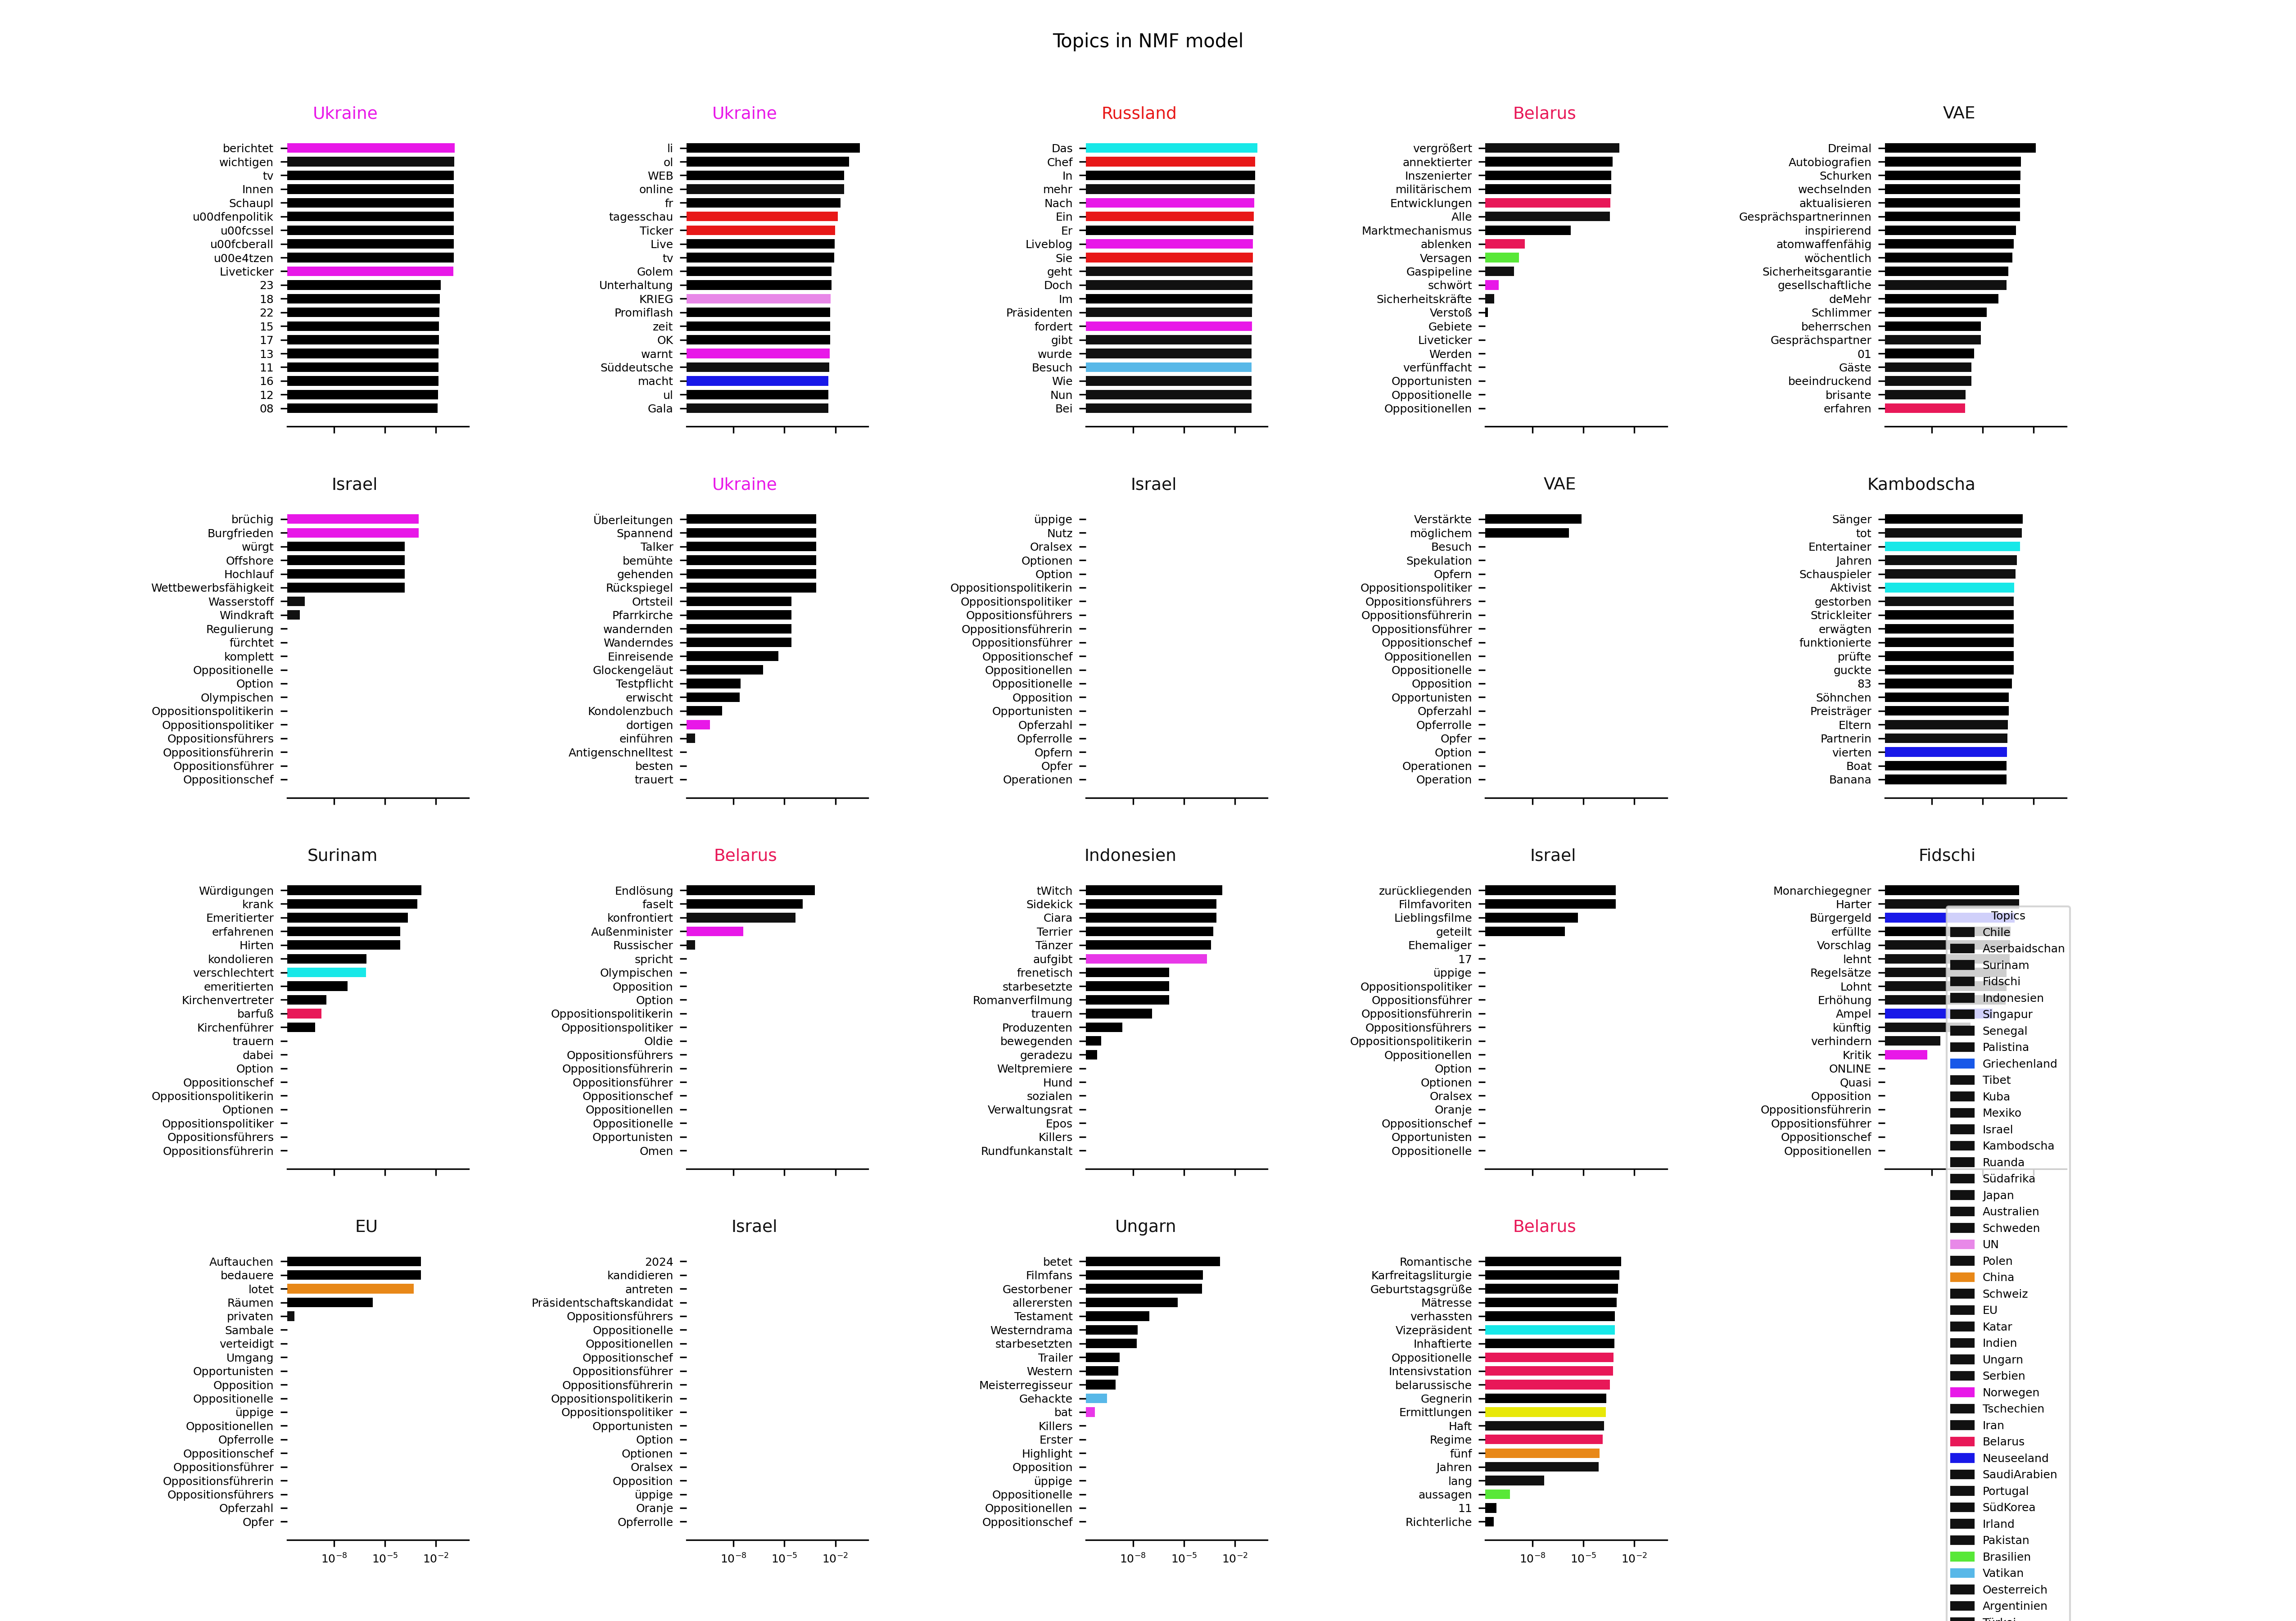 Topics in NMF model
Ukraine
berichtet
wichtigen
tv
Innen
Schaupl
u00dfenpolitik
u00fcssel
u00fcberall
u00e4tzen
Liveticker
23
18
22
15
17
13
11
16
12
08
Ukraine
li
ol
WEB
online
fr
tagesschau
Ticker
Live
tv
Golem
Unterhaltung
KRIEG
Promiflash
zeit
OK
warnt
Süddeutsche
macht
ul
Gala
Russland
Das
Chef
In
mehr
Nach
Ein
Er
Liveblog
Sie
geht
Doch
Im
Präsidenten
fordert
gibt
wurde
Besuch
Wie
Nun
Bei
Belarus
vergrößert
annektierter
Inszenierter
militärischem
Entwicklungen
Alle
Marktmechanismus
ablenken
Versagen
Gaspipeline
schwört
Sicherheitskräfte
Verstoß
Gebiete
Liveticker
Werden
verfünffacht
Opportunisten
Oppositionelle
Oppositionellen
VAE
Dreimal
Autobiografien
Schurken
wechselnden
aktualisieren
Gesprächspartnerinnen
inspirierend
atomwaffenfähig
wöchentlich
Sicherheitsgarantie
gesellschaftliche
deMehr
Schlimmer
beherrschen
Gesprächspartner
01
Gäste
beeindruckend
brisante
erfahren
Israel
brüchig
Burgfrieden
würgt
Offshore
Hochlauf
Wettbewerbsfähigkeit
Wasserstoff
Windkraft
Regulierung
fürchtet
komplett
Oppositionelle
Option
Olympischen
Oppositionspolitikerin
Oppositionspolitiker
Oppositionsführers
Oppositionsführerin
Oppositionsführer
Oppositionschef
Ukraine
Überleitungen
Spannend
Talker
bemühte
gehenden
Rückspiegel
Ortsteil
Pfarrkirche
wandernden
Wanderndes
Einreisende
Glockengeläut
Testpflicht
erwischt
Kondolenzbuch
dortigen
einführen
Antigenschnelltest
besten
trauert
Israel
üppige
Nutz
Oralsex
Optionen
Option
Oppositionspolitikerin
Oppositionspolitiker
Oppositionsführers
Oppositionsführerin
Oppositionsführer
Oppositionschef
Oppositionellen
Oppositionelle
Opposition
Opportunisten
Opferzahl
Opferrolle
Opfern
Opfer
Operationen
VAE
Verstärkte
möglichem
Besuch
Spekulation
Opfern
Oppositionspolitiker
Oppositionsführers
Oppositionsführerin
Oppositionsführer
Oppositionschef
Oppositionellen
Oppositionelle
Opposition
Opportunisten
Opferzahl
Opferrolle
Opfer
Option
Operationen
Operation
Kambodscha
Sänger
tot
Entertainer
Jahren
Schauspieler
Aktivist
gestorben
Strickleiter
erwägten
funktionierte
prüfte
guckte
83
Söhnchen
Preisträger
Eltern
Partnerin
vierten
Boat
Banana
Surinam
Würdigungen
krank
Emeritierter
erfahrenen
Hirten
kondolieren
verschlechtert
emeritierten
Kirchenvertreter
barfuß
Kirchenführer
trauern
dabei
Option
Oppositionschef
Oppositionspolitikerin
Optionen
Oppositionspolitiker
Oppositionsführers
Oppositionsführerin
Belarus
Endlösung
faselt
konfrontiert
Außenminister
Russischer
spricht
Olympischen
Opposition
Option
Oppositionspolitikerin
Oppositionspolitiker
Oldie
Oppositionsführers
Oppositionsführerin
Oppositionsführer
Oppositionschef
Oppositionellen
Oppositionelle
Opportunisten
Omen
Indonesien
tWitch
Sidekick
Ciara
Terrier
Tänzer
aufgibt
frenetisch
starbesetzte
Romanverfilmung
trauern
Produzenten
bewegenden
geradezu
Weltpremiere
Hund
sozialen
Verwaltungsrat
Epos
Killers
Rundfunkanstalt
Israel
zurückliegenden
Filmfavoriten
Lieblingsfilme
geteilt
Ehemaliger
17
üppige
Oppositionspolitiker
Oppositionsführer
Oppositionsführerin
Oppositionsführers
Oppositionspolitikerin
Oppositionellen
Option
Optionen
Oralsex
Oranje
Oppositionschef
Opportunisten
Oppositionelle
Fidschi
Monarchiegegner
Harter
Bürgergeld
erfüllte
Vorschlag
lehnt
Regelsätze
Lohnt
Erhöhung
Ampel
künftig
verhindern
Kritik
ONLINE
Quasi
Opposition
Oppositionsführerin
Oppositionsführer
Oppositionschef
Oppositionellen
EU
Auftauchen
bedauere
lotet
Räumen
privaten
Sambale
verteidigt
Umgang
Opportunisten
Opposition
Oppositionelle
üppige
Oppositionellen
Opferrolle
Oppositionschef
Oppositionsführer
Oppositionsführerin
Oppositionsführers
Opferzahl
Opfer
10⁻⁸ 10⁻⁵ 10⁻²
Israel
2024
kandidieren
antreten
Präsidentschaftskandidat
Oppositionsführers
Oppositionelle
Oppositionellen
Oppositionschef
Oppositionsführer
Oppositionsführerin
Oppositionspolitikerin
Oppositionspolitiker
Opportunisten
Option
Optionen
Oralsex
Opposition
üppige
Oranje
Opferrolle
10⁻⁸ 10⁻⁵ 10⁻²
Ungarn
betet
Filmfans
Gestorbener
allerersten
Testament
Westerndrama
starbesetzten
Trailer
Western
Meisterregisseur
Gehackte
bat
Killers
Erster
Highlight
Opposition
üppige
Oppositionelle
Oppositionellen
Oppositionschef
10⁻⁸ 10⁻⁵ 10⁻²
Belarus
Romantische
Karfreitagsliturgie
Geburtstagsgrüße
Mätresse
verhassten
Vizepräsident
Inhaftierte
Oppositionelle
Intensivstation
belarussische
Gegnerin
Ermittlungen
Haft
Regime
fünf
Jahren
lang
aussagen
11
Richterliche
10⁻⁸ 10⁻⁵ 10⁻²
Topics
Chile
Aserbaidschan
Surinam
Fidschi
Indonesien
Singapur
Senegal
Palistina
Griechenland
Tibet
Kuba
Mexiko
Israel
Kambodscha
Ruanda
Südafrika
Japan
Australien
Schweden
UN
Polen
China
Schweiz
EU
Katar
Indien
Ungarn
Serbien
Norwegen
Tschechien
Iran
Belarus
Neuseeland
SaudiArabien
Portugal
SüdKorea
Irland
Pakistan
Brasilien
Vatikan
Oesterreich
Argentinien